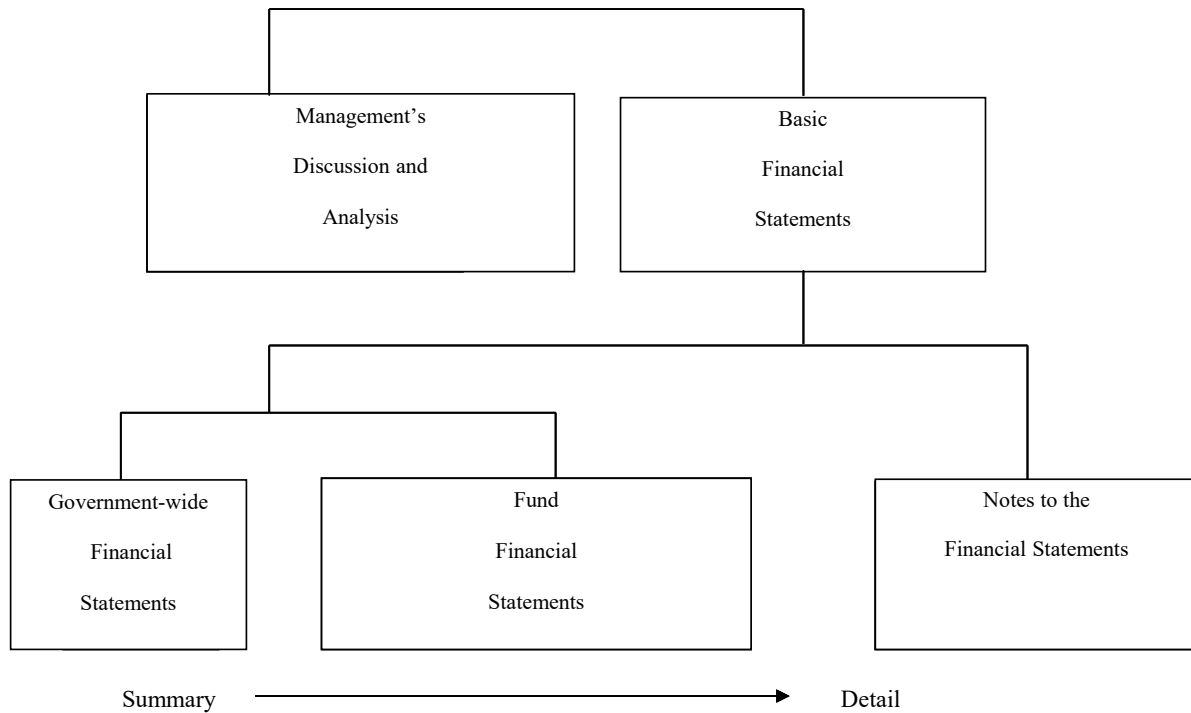 Management’s
Discussion and
Analysis
Basic
Financial
Statements
Government-wide
Financial
Statements
Fund
Financial
Statements
Notes to the
Financial Statements
Summary
Detail